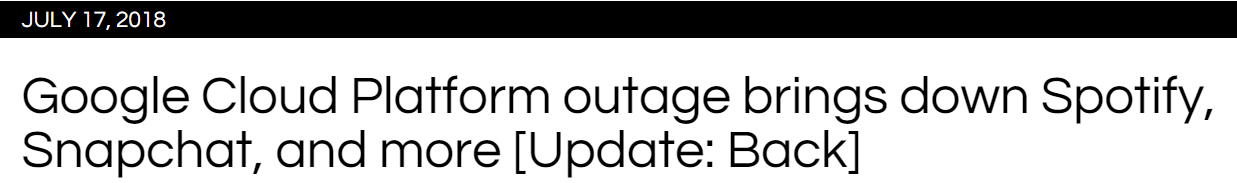 JULY 17, 2018
Google Cloud Platform outage brings down Spotify,
Snapchat, and more [Update: Back]